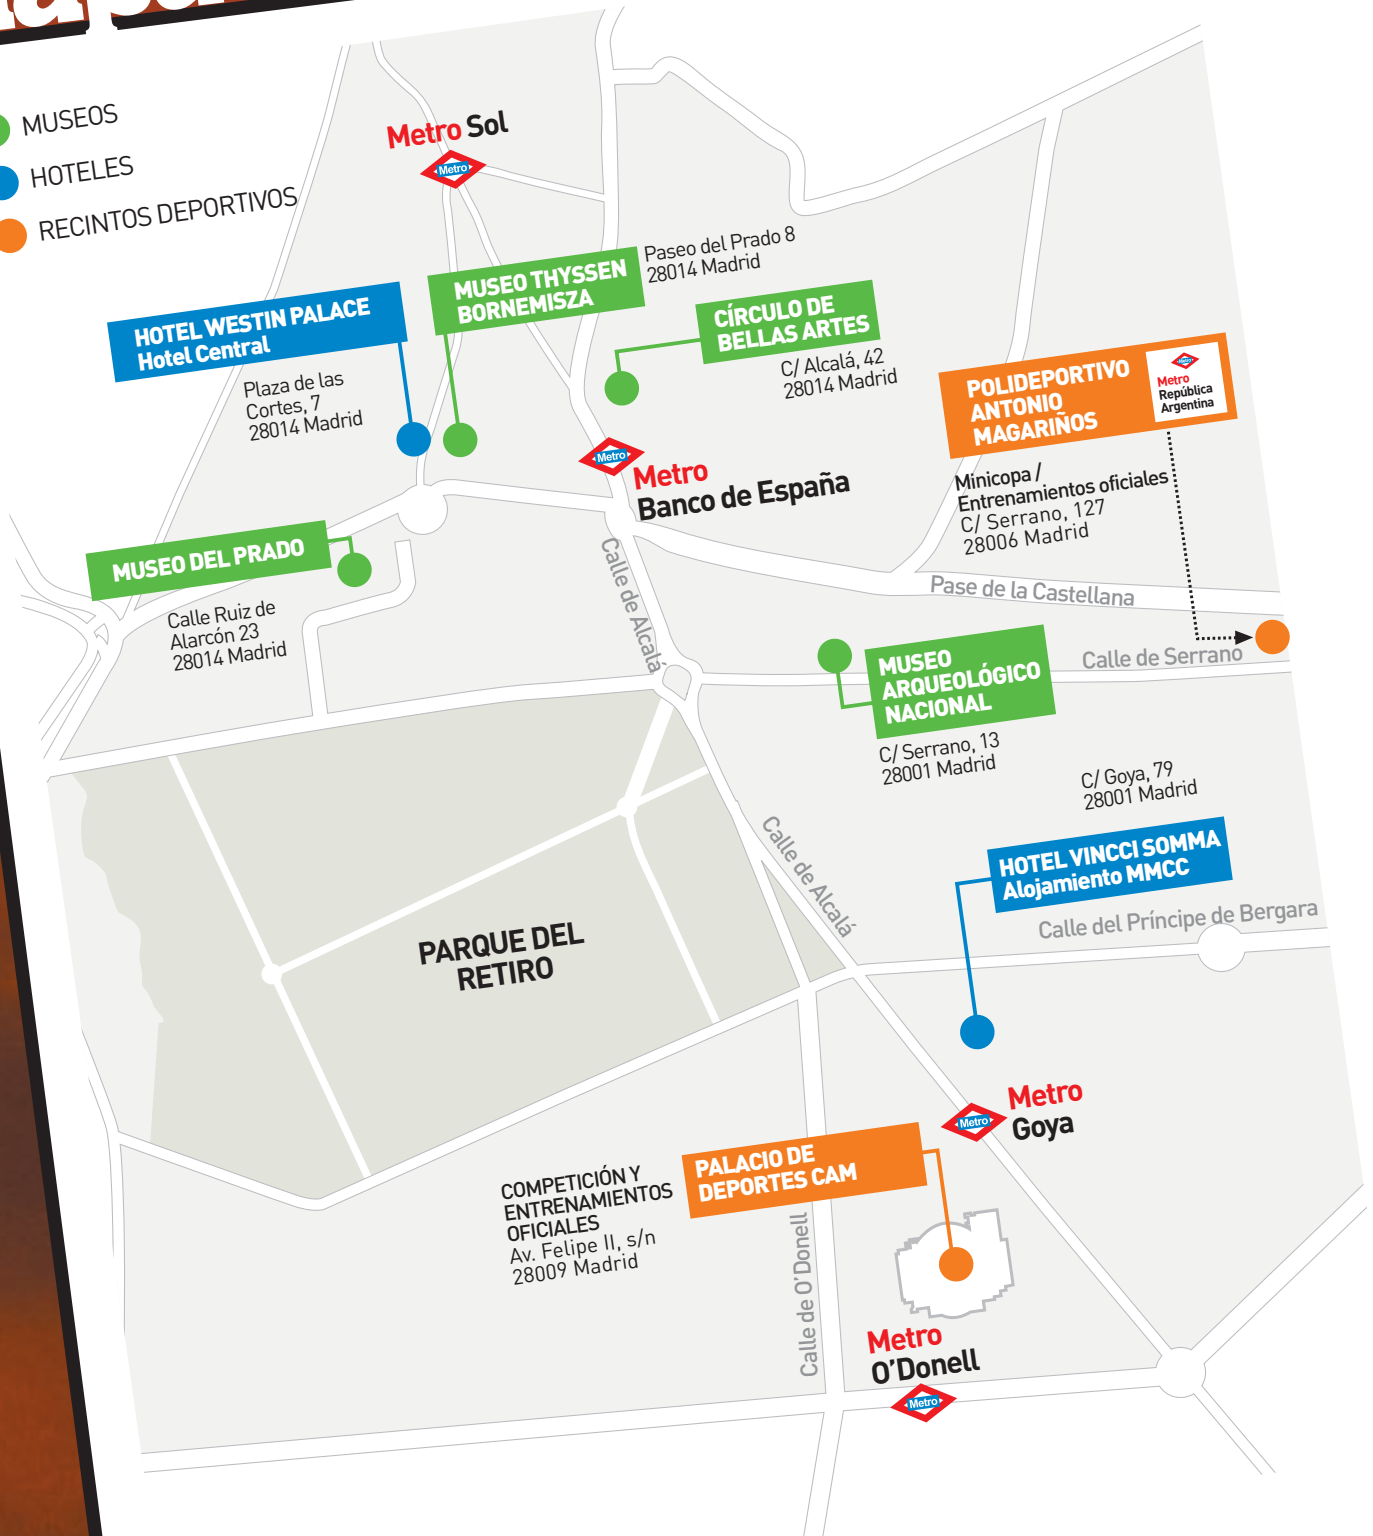 MUSEOS
HOTELES
RECINTOS DEPORTIVOS
Metro Sol
Metro
MUSEO THYSSEN
BORNEMISZA
Paseo del Prado 8
28014 Madrid
HOTEL WESTIN PALACE
Hotel Central
Plaza de las
Cortes, 7
28014 Madrid
CÍRCULO DE
BELLAS ARTES
C/ Alcalá, 42
28014 Madrid
POLIDEPORTIVO
ANTONIO
MAGARIÑOS
Metro
Metro
República
Argentina
Minicopa /
Entrenamientos oficiales
C/ Serrano, 127
28006 Madrid
Metro
Metro
Banco de España
MUSEO DEL PRADO
Calle Ruiz de
Alarcón 23
28014 Madrid
Calle de Alcalá
Pase de la Castellana
Calle de Serrano
MUSEO
ARQUEOLÓGICO
NACIONAL
C/ Serrano, 13
28001 Madrid
C/ Goya, 79
28001 Madrid
HOTEL VINCCI SOMMA
Alojamiento MMCC
Calle de Alcalá
Calle del Príncipe de Bergara
PARQUE DEL
RETIRO
Metro
Metro
Goya
PALACIO DE
DEPORTES CAM
COMPETICIÓN Y
ENTRENAMIENTOS
OFICIALES
Av. Felipe II, s/n
28009 Madrid
Calle de O'Donell
Metro
O'Donell
Metro